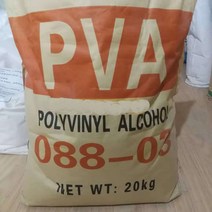 PVA
POLYVINYL ALCOHOL
088-03
NET WT: 20kg